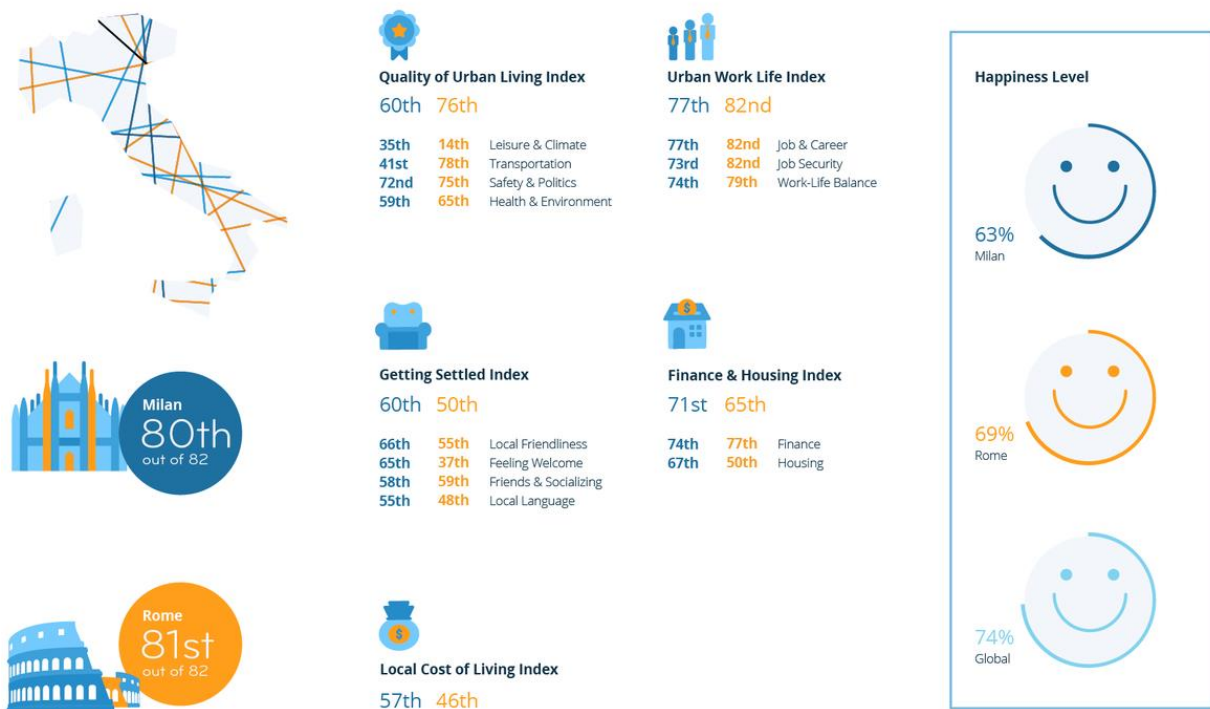 Quality of Urban Living Index
60th 76th
35th 14th Leisure & Climate
41st 78th Transportation
72nd 75th Safety & Politics
59th 65th Health & Environment
Urban Work Life Index
77th 82nd
77th 82nd Job & Career
73rd 82nd Job Security
74th 79th Work-Life Balance
Milan
80th
out of 82
Getting Settled Index
60th 50th
66th 55th Local Friendliness
65th 37th Feeling Welcome
58th 59th Friends & Socializing
55th 48th Local Language
Finance & Housing Index
71st 65th
74th 77th Finance
67th 50th Housing
Rome
81st
out of 82
$
Local Cost of Living Index
57th 46th
Happiness Level
63%
Milan
69%
Rome
74%
Global